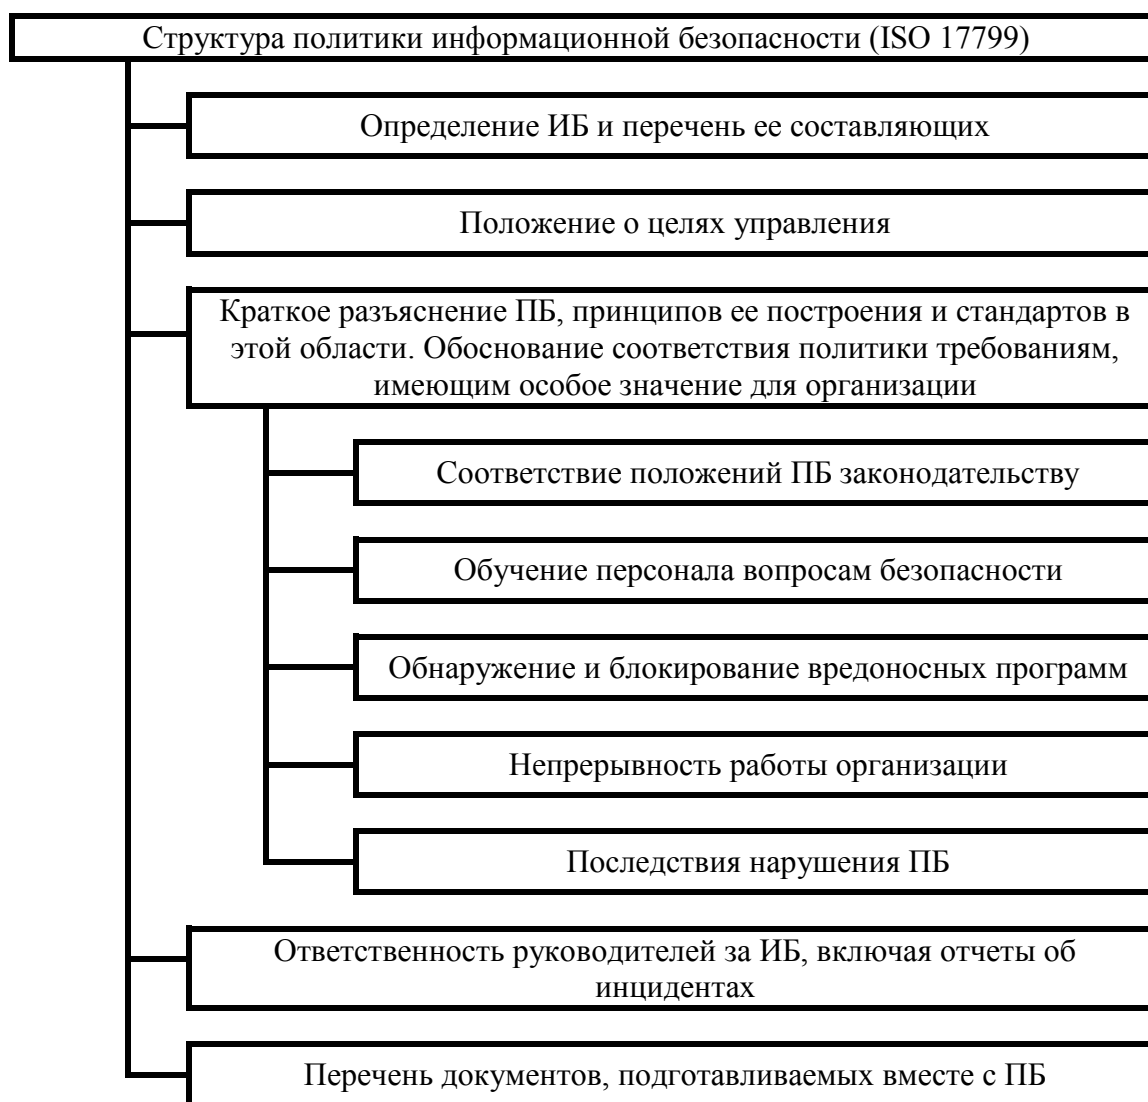 Структура политики информационной безопасности (ISO 17799)
Определение ИБ и перечень ее составляющих
Положение о целях управления
Краткое разъяснение ПБ, принципов ее построения и стандартов в
этой области. Обоснование соответствия политики требованиям,
имеющим особое значение для организации
Соответствие положений ПБ законодательству
Обучение персонала вопросам безопасности
Обнаружение и блокирование вредоносных программ
Непрерывность работы организации
Последствия нарушения ПБ
Ответственность руководителей за ИБ, включая отчеты об
инцидентах
Перечень документов, подготавливаемых вместе с ПБ